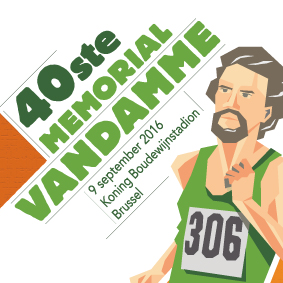 40ste
MEMORIAL
VANDAMME
9 september 2016
Koning Boudewijnstadion
Brussel
306